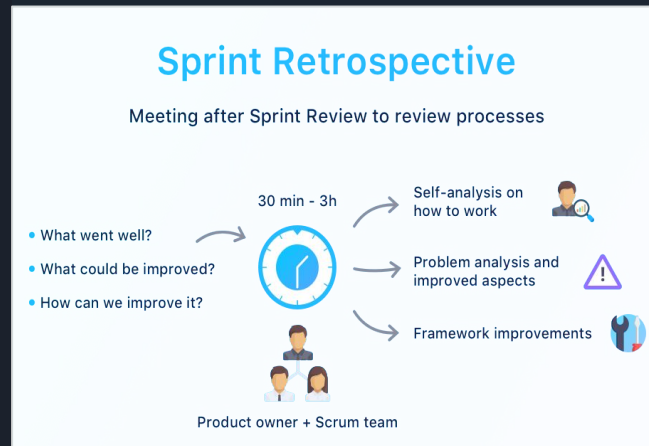 Sprint Retrospective
Meeting after Sprint Review to review processes
30 min - 3h
What went well?
What could be improved?
How can we improve it?
Self-analysis on
how to work
Problem analysis and
improved aspects
Framework improvements
Product owner + Scrum team